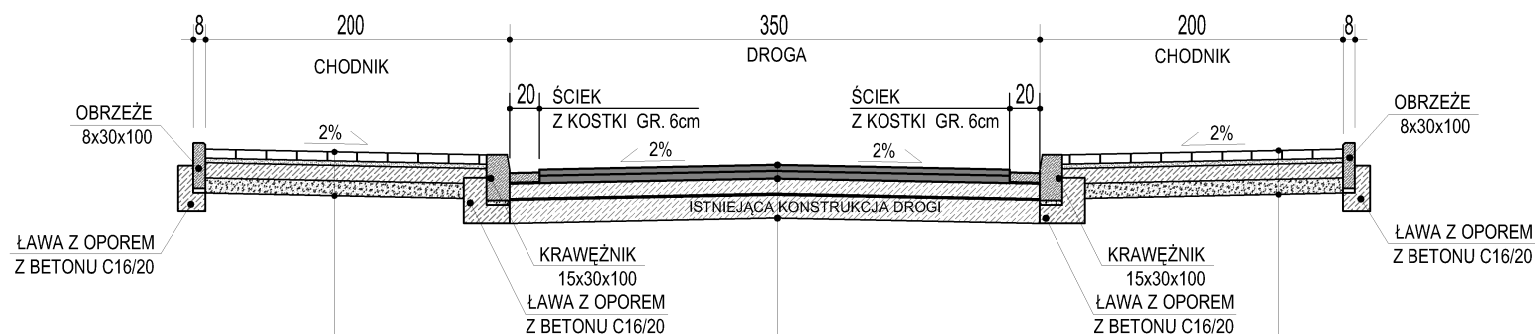 8 200 350 200 8
CHODNIK DROGA CHODNIK
20 ŚCIEK
Z KOSTKI GR. 6cm
ŚCIEK 20
Z KOSTKI GR. 6cm
OBRZEŻE
8x30x100
OBRZEŻE
8x30x100
2% 2% 2% 2%
ISTNIEJĄCA KONSTRUKCJA DROGI
ŁAWA Z OPOREM
Z BETONU C16/20
KRAWĘŻNIK
15x30x100
ŁAWA Z OPOREM
Z BETONU C16/20
KRAWĘŻNIK
15x30x100
ŁAWA Z OPOREM
Z BETONU C16/20
ŁAWA Z OPOREM
Z BETONU C16/20